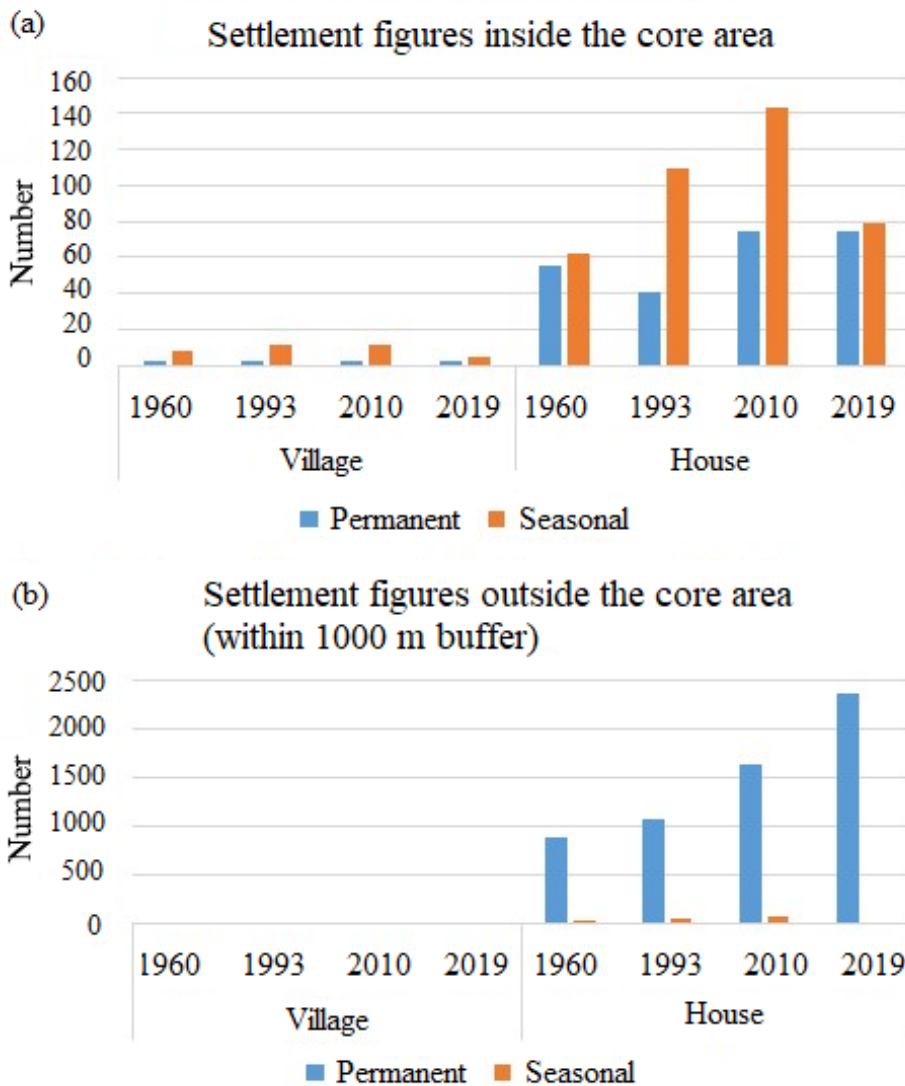 (a)
Settlement figures inside the core area
160
140
120
100
80
60
40
20
0
Number
1960 1993 2010 2019 1960 1993 2010 2019
Village House
Permanent Seasonal
(b)
Settlement figures outside the core area
(within 1000 m buffer)
2500
2000
1500
1000
500
0
Number
1960 1993 2010 2019 1960 1993 2010 2019
Village House
Permanent Seasonal